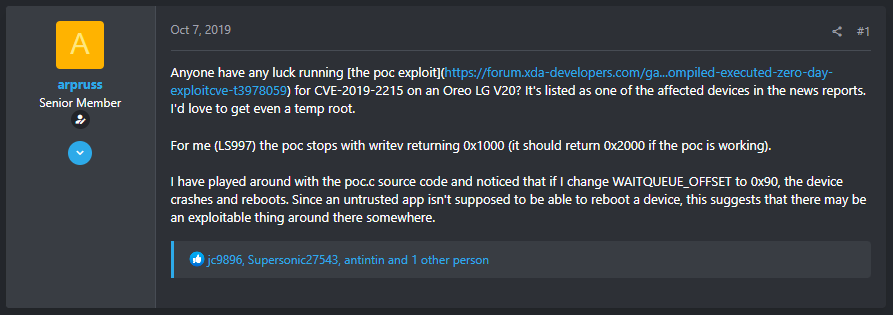 Oct 7, 2019
#1
A
arpruss
Senior Member
Anyone have any luck running [the poc exploit](https://forum.xda-developers.com/ga...ompiled-executed-zero-day-
exploitcve-t3978059) for CVE-2019-2215 on an Oreo LG V20? It's listed as one of the affected devices in the news reports.
I'd love to get even a temp root.
For me (LS997) the poc stops with writev returning 0x1000 (it should return 0x2000 if the poc is working).
I have played around with the poc.c source code and noticed that if I change WAITQUEUE_OFFSET to 0x90, the device
crashes and reboots. Since an untrusted app isn't supposed to be able to reboot a device, this suggests that there may be
an exploitable thing around there somewhere.
jc9896, Supersonic27543, antintin and 1 other person